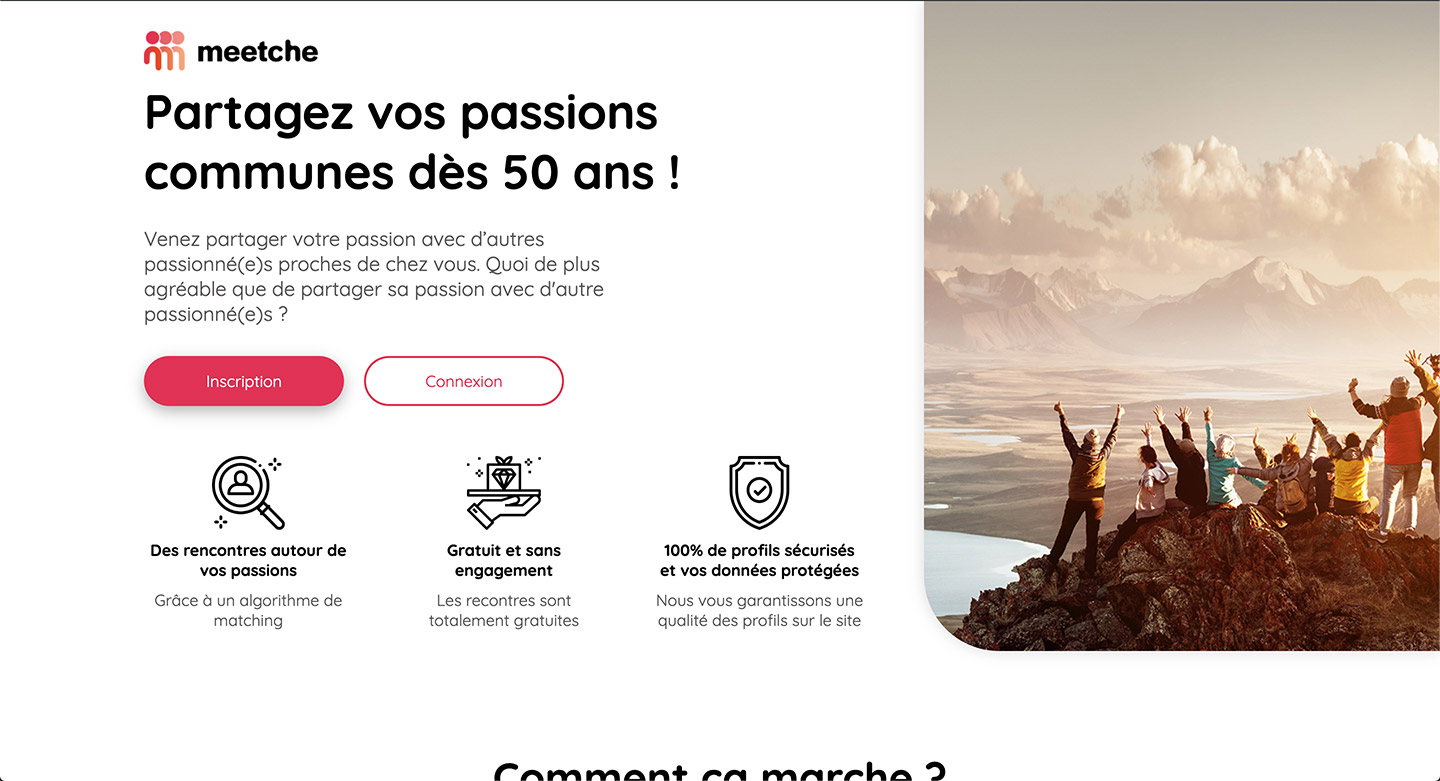 meetche
Partagez vos passions
communes dès 50 ans !
Venez partager votre passion avec d’autres
passionné(e)s proches de chez vous. Quoi de plus
agréable que de partager sa passion avec d'autre
passionné(e)s ?
Inscription
Connexion
Des rencontres autour de
vos passions
Grâce à un algorithme de
matching
Gratuit et sans
engagement
Les recontres sont
totalement gratuites
100% de profils sécurisés
et vos données protégées
Nous vous garantissons une
qualité des profils sur le site
Comment ça marche ?